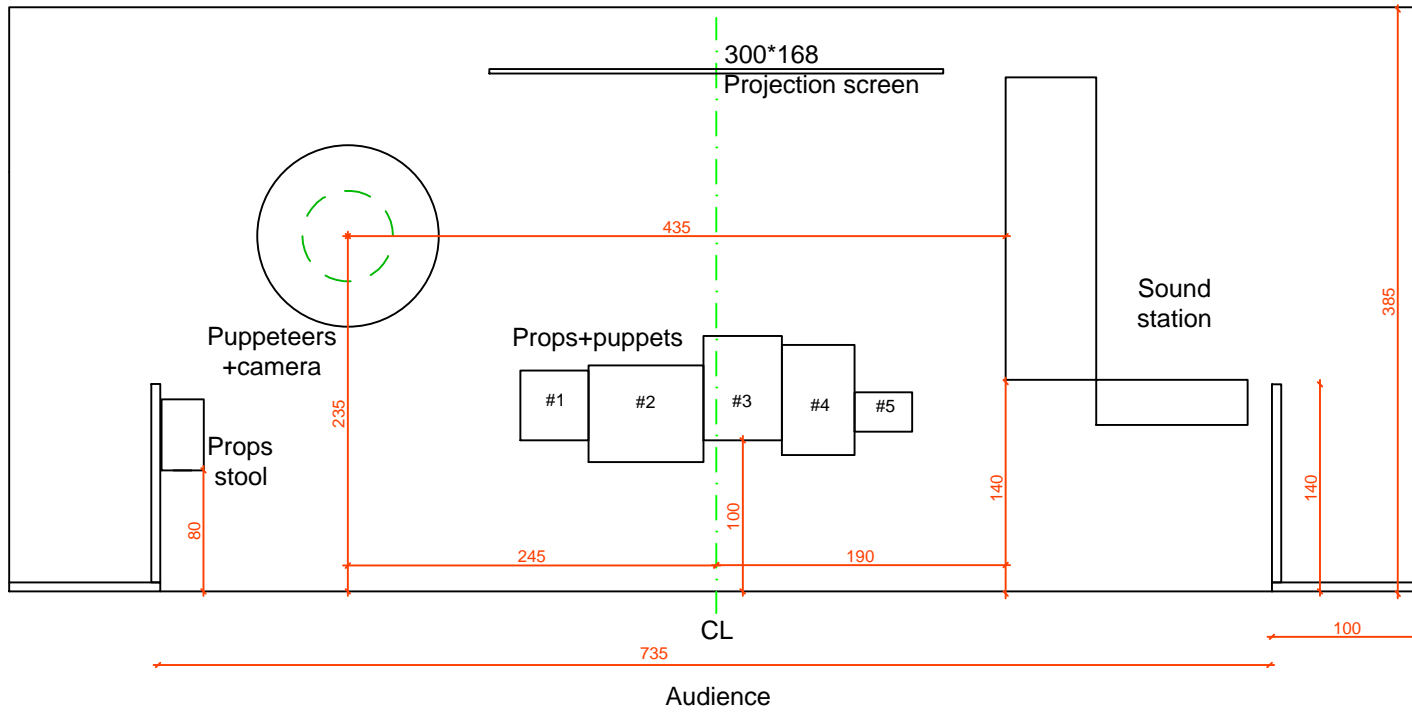 300*168
Projection screen
435
385
Sound
station
Puppeteers
+camera
Props+puppets
#1
#2
#3
#4
#5
235
Props
stool
80
100
140
140
245
190
CL
100
735
Audience